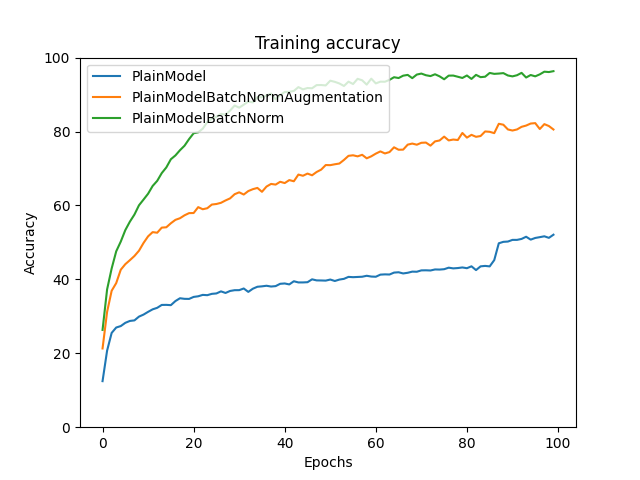 Training accuracy
PlainModel
PlainModelBatchNormAugmentation
PlainModelBatchNorm
100
80
60
40
20
0
Accuracy
0 20 40 60 80 100
Epochs